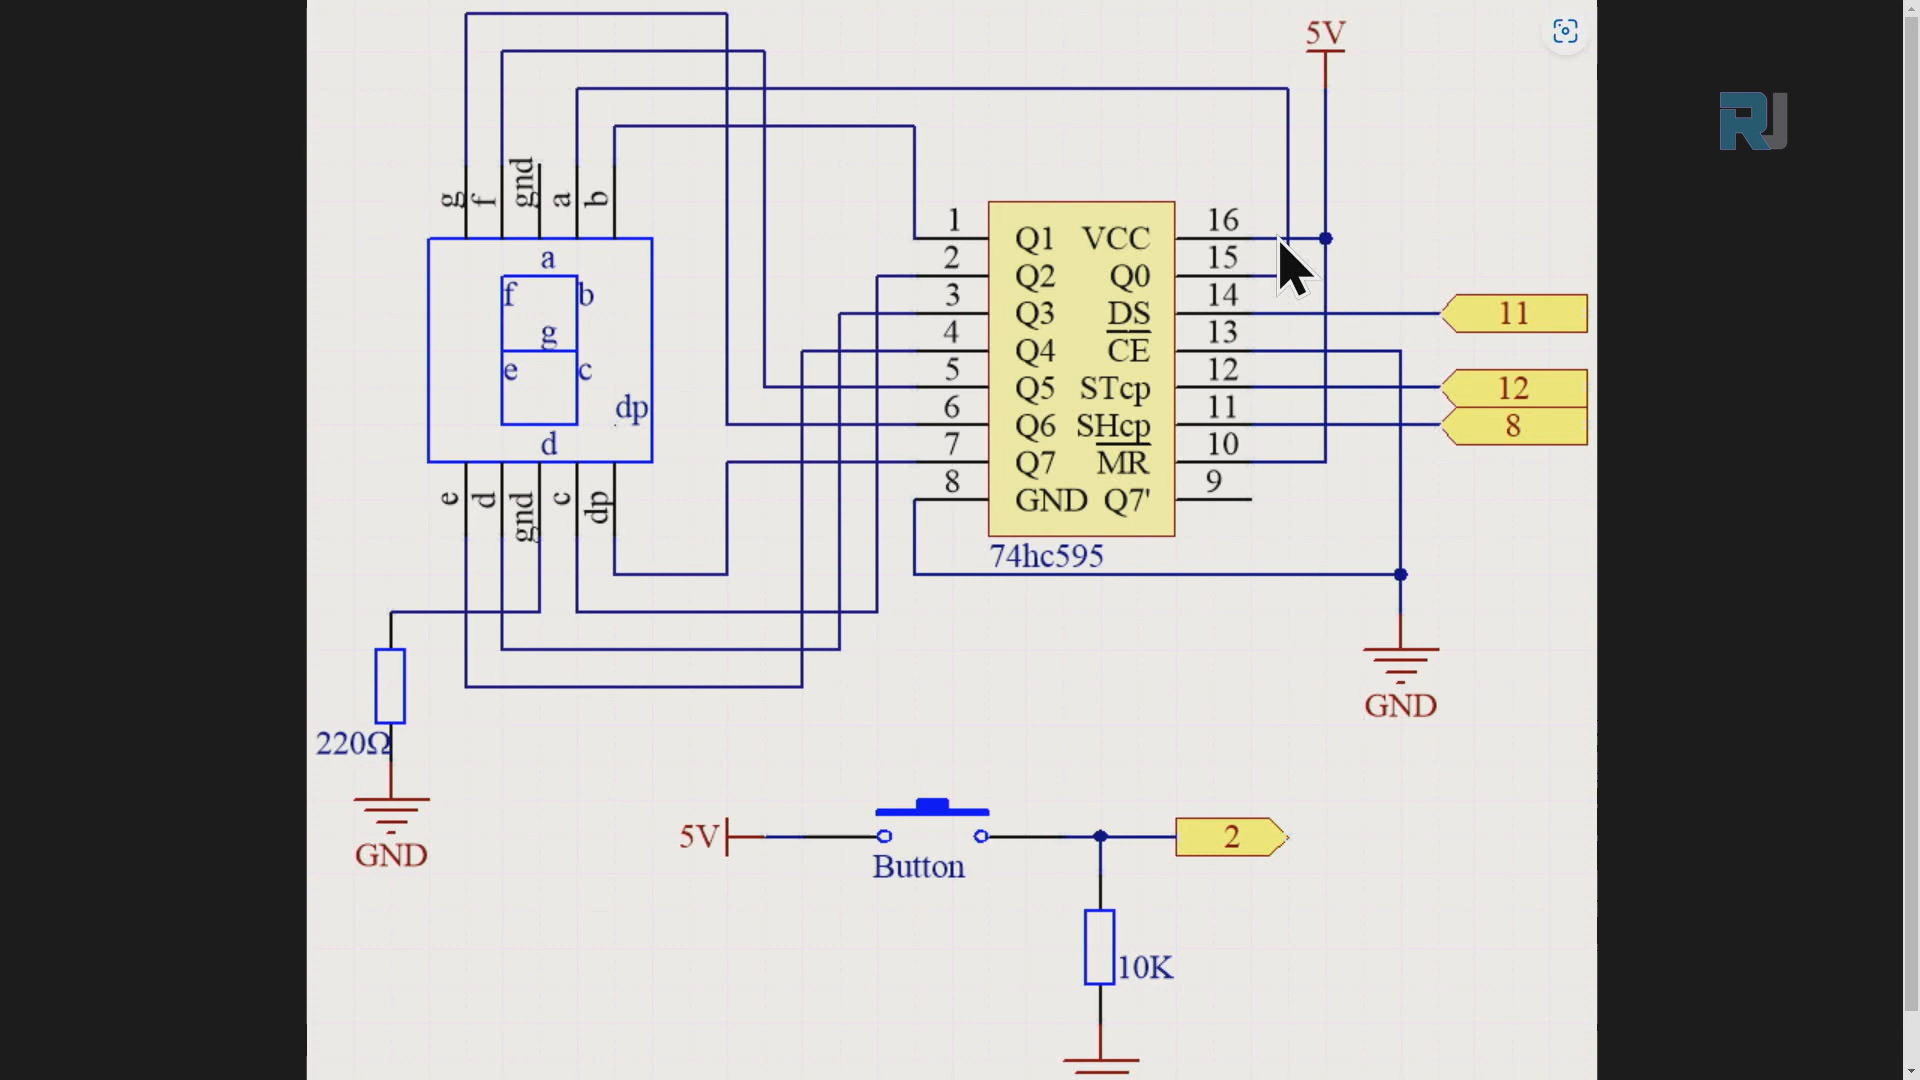 5V
RJ
g f gnd a b
a
f b
g
e c
dp
d
e d gnd c dp
1 Q1 VCC 16
2 Q2 Q0 15
3 Q3 DS 14
4 Q4 CE 13
5 Q5 STcp 12
6 Q6 SHcp 11
7 Q7 MR 10
8 GND Q7' 9
11
12
8
74hc595
220Ω
GND
GND
5V
Button
2
10K